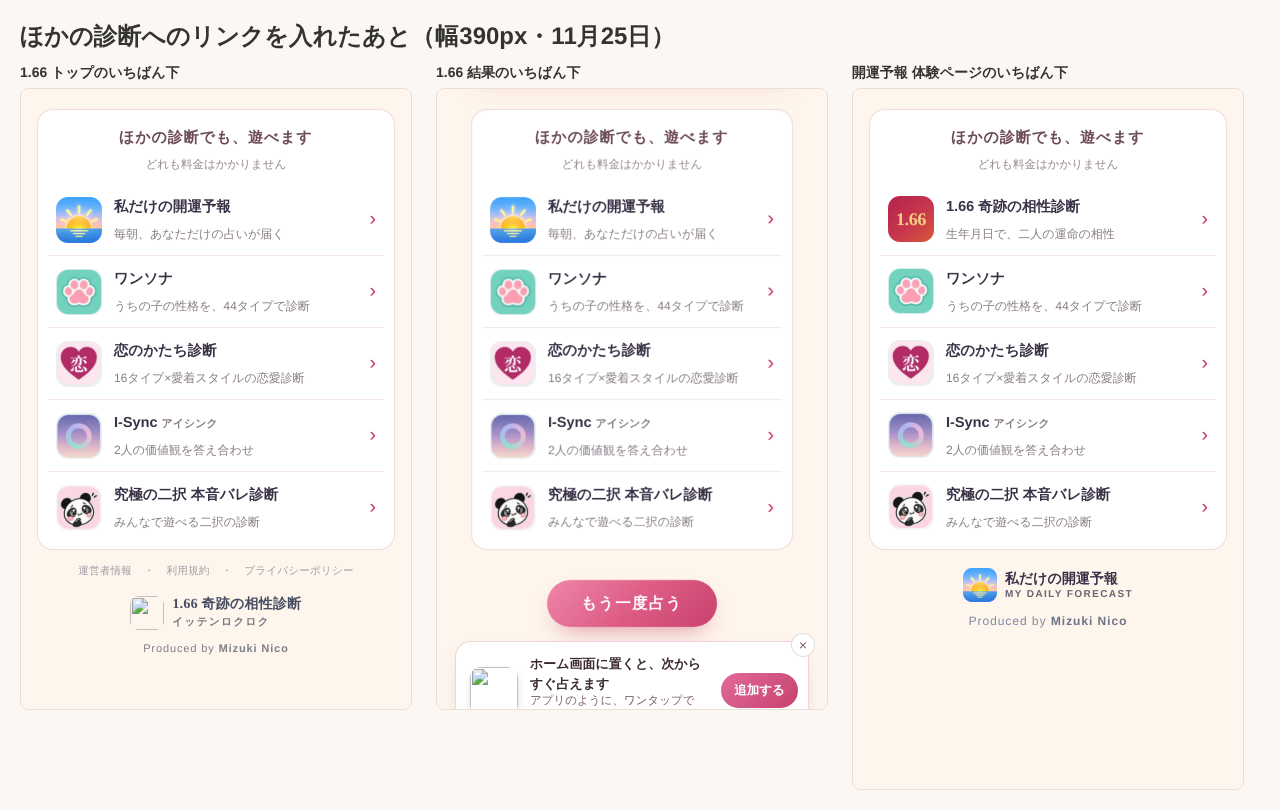 ほかの診断へのリンクを入れたあと（幅390px・11月25日）
1.66 トップのいちばん下
ほかの診断でも、遊べます
どれも料金はかかりません
私だけの開運予報
毎朝、あなただけの占いが届く
›
ワンソナ
うちの子の性格を、44タイプで診断
›
恋
恋のかたち診断
16タイプ×愛着スタイルの恋愛診断
›
I-Sync アイシンク
2人の価値観を答え合わせ
›
究極の二択 本音バレ診断
みんなで遊べる二択の診断
›
運営者情報 ・ 利用規約 ・ プライバシーポリシー
1.66 奇跡の相性診断
イッテンロクロク
Produced by Mizuki Nico
1.66 結果のいちばん下
ほかの診断でも、遊べます
どれも料金はかかりません
私だけの開運予報
毎朝、あなただけの占いが届く
›
ワンソナ
うちの子の性格を、44タイプで診断
›
恋
恋のかたち診断
16タイプ×愛着スタイルの恋愛診断
›
I-Sync アイシンク
2人の価値観を答え合わせ
›
究極の二択 本音バレ診断
みんなで遊べる二択の診断
›
もう一度占う
×
ホーム画面に置くと、次から
すぐ占えます
アプリのように、ワンタップで
追加する
開運予報 体験ページのいちばん下
ほかの診断でも、遊べます
どれも料金はかかりません
1.66
1.66 奇跡の相性診断
生年月日で、二人の運命の相性
›
ワンソナ
うちの子の性格を、44タイプで診断
›
恋
恋のかたち診断
16タイプ×愛着スタイルの恋愛診断
›
I-Sync アイシンク
2人の価値観を答え合わせ
›
究極の二択 本音バレ診断
みんなで遊べる二択の診断
›
私だけの開運予報
MY DAILY FORECAST
Produced by Mizuki Nico